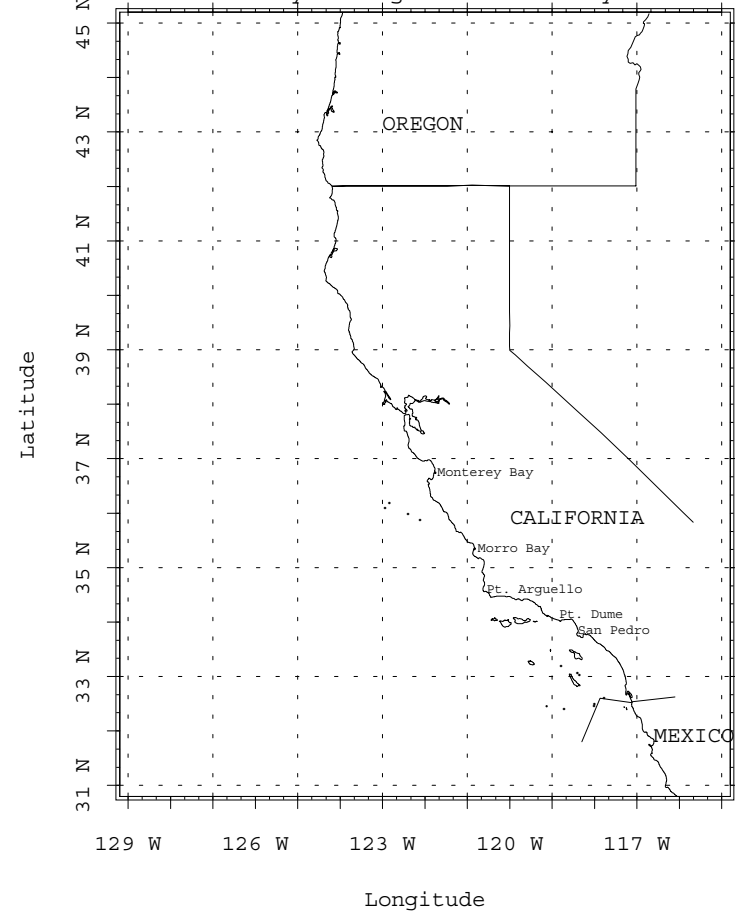 45 N
OREGON
43 N
41 N
39 N
Latitude
37 N
Monterey Bay
CALIFORNIA
Morro Bay
35 N
Pt. Arguello
Pt. Dume
San Pedro
33 N
MEXICO
31 N
129 W 126 W 123 W 120 W 117 W
Longitude